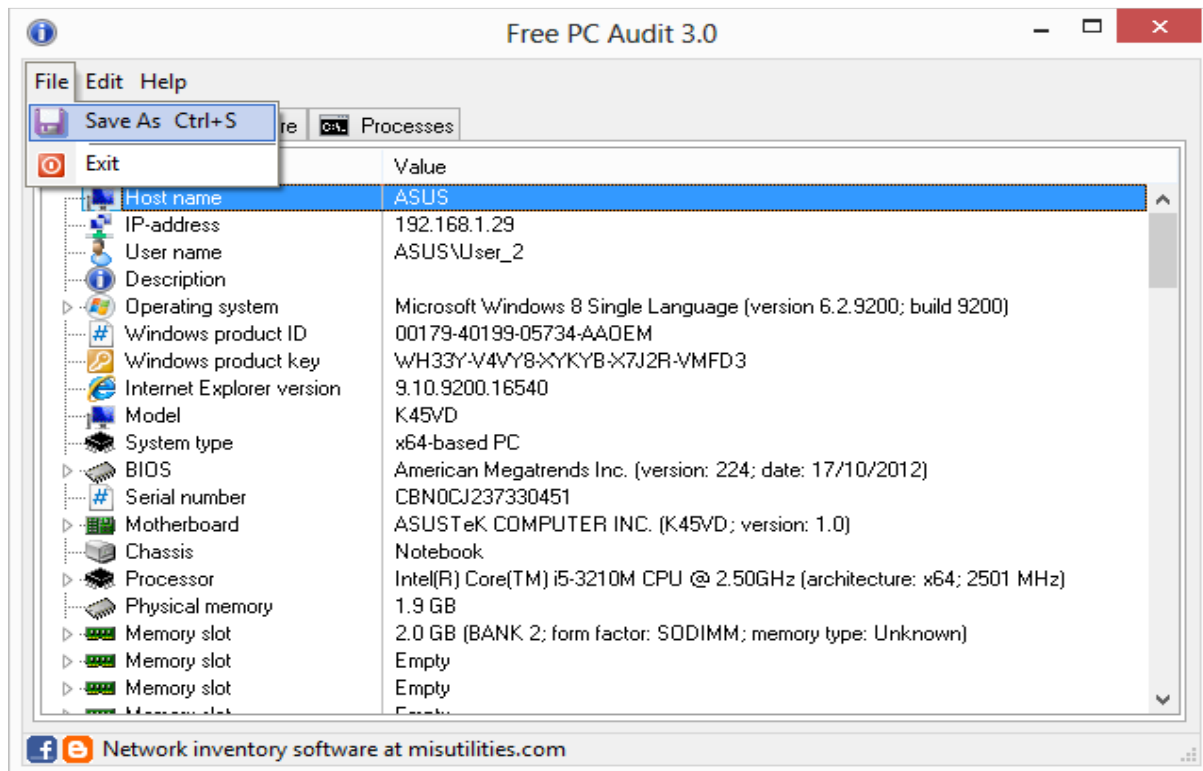 Free PC Audit 3.0
File Edit Help
Save As Ctrl+S
re Processes
Exit
Value
Host name ASUS
IP-address 192.168.1.29
User name ASUS\User_2
Description
Operating system Microsoft Windows 8 Single Language (version 6.2.9200; build 9200)
Windows product ID 00179-40199-05734-AAOEM
Windows product key WH33Y-V4VY8-XYKYB-X7J2R-VMFD3
Internet Explorer version 9.10.9200.16540
Model K45VD
System type x64-based PC
BIOS American Megatrends Inc. (version: 224; date: 17/10/2012)
Serial number CBN0CJ237330451
Motherboard ASUSTeK COMPUTER INC. (K45VD; version: 1.0)
Chassis Notebook
Processor Intel(R) Core(TM) i5-3210M CPU @ 2.50GHz (architecture: x64; 2501 MHz)
Physical memory 1.9 GB
Memory slot 2.0 GB (BANK 2; form factor: SODIMM; memory type: Unknown)
Memory slot Empty
Memory slot Empty
Network inventory software at misutilities.com